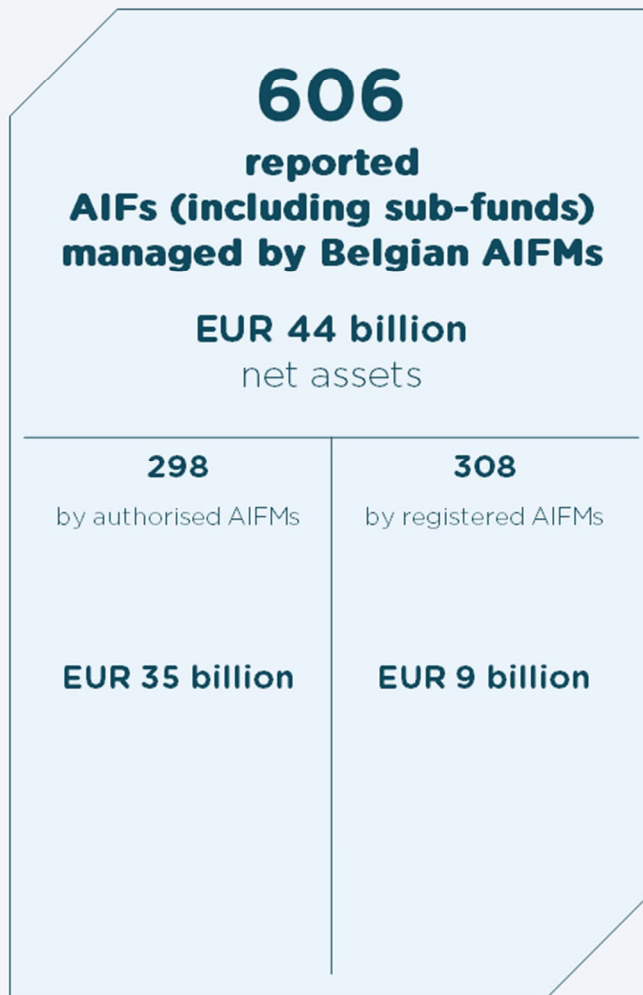 606
reported
AIFs (including sub-funds)
managed by Belgian AIFMs
EUR 44 billion
net assets
298
by authorised AIFMs
EUR 35 billion
308
by registered AIFMs
EUR 9 billion